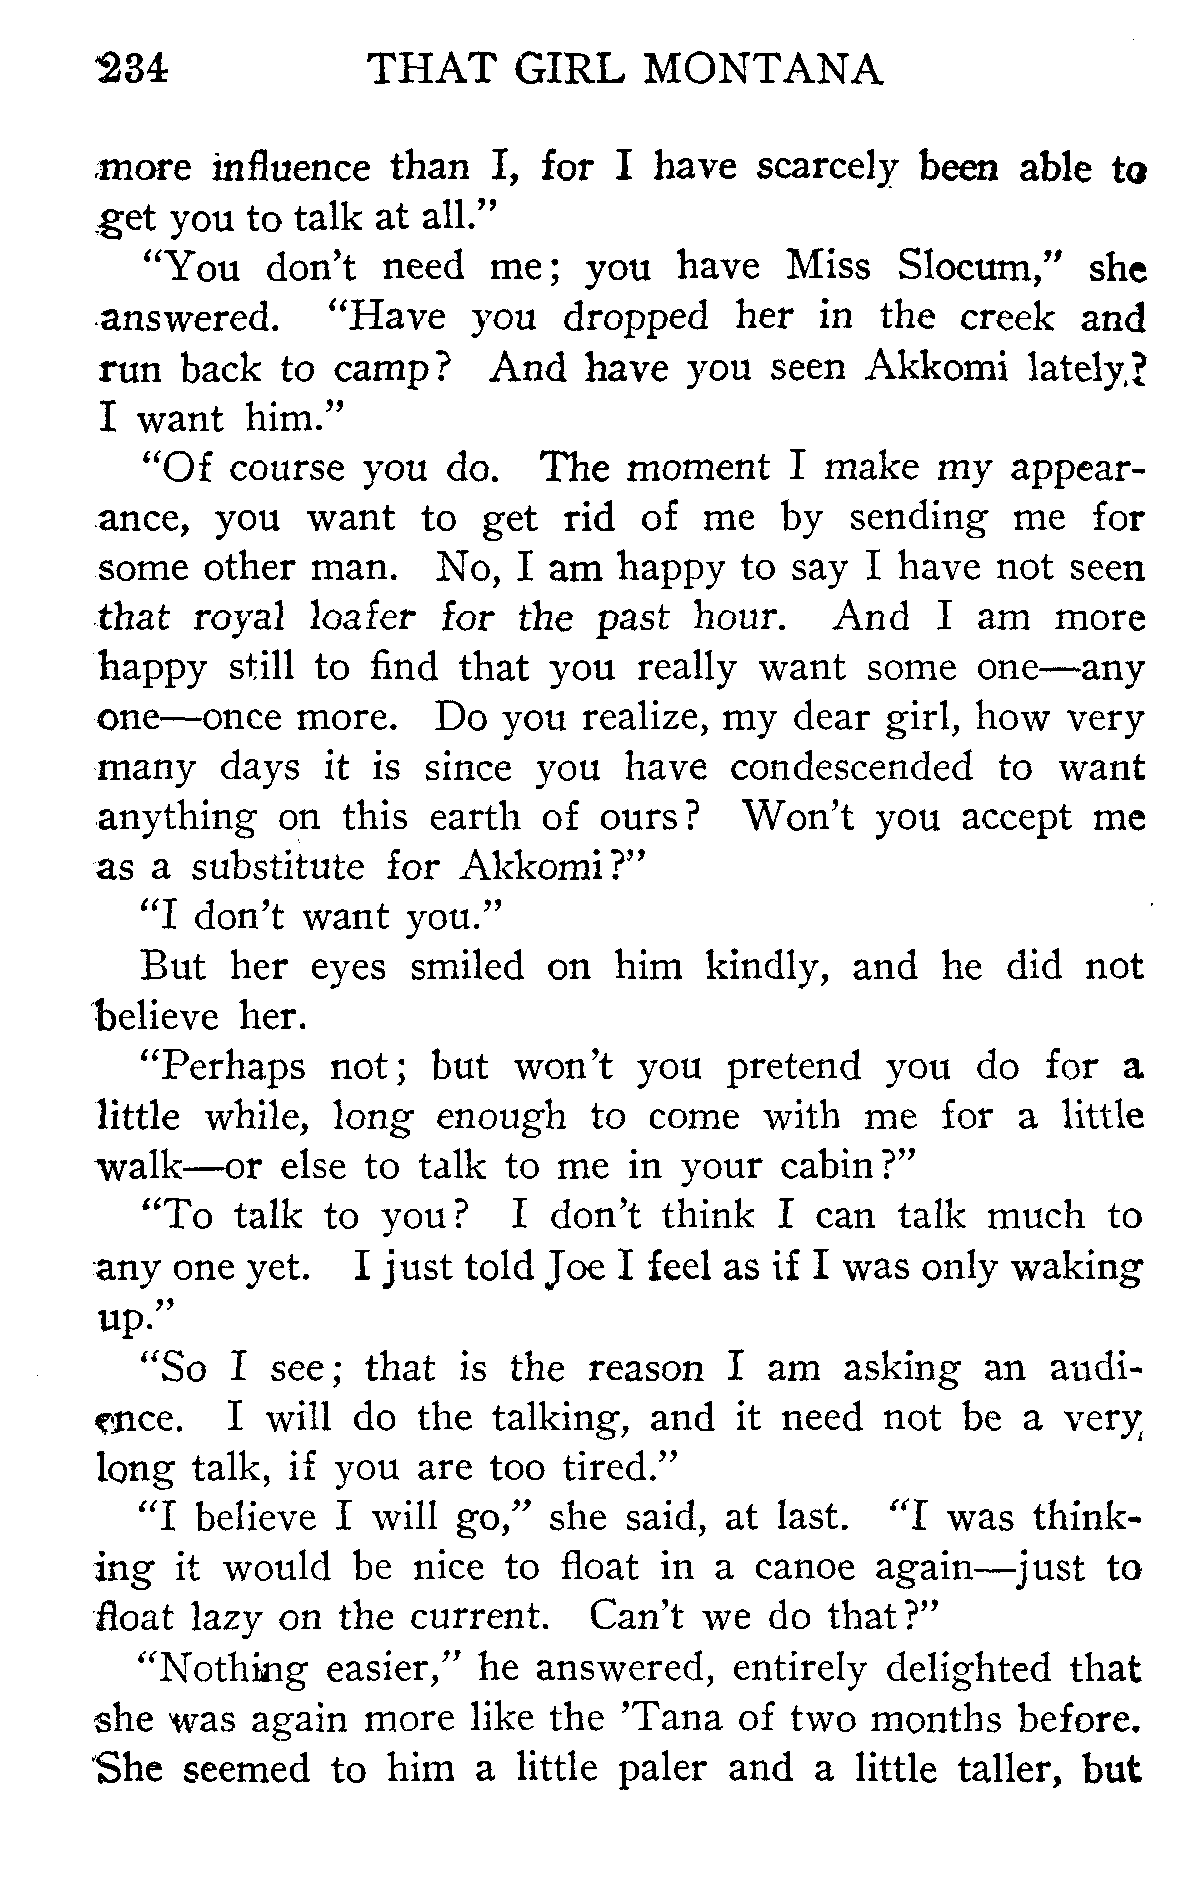 234 THAT GIRL MONTANA
more influence than I, for I have scarcely been able to
get you to talk at all.”
“You don’t need me; you have Miss Slocum,” she
answered. “Have you dropped her in the creek and
run back to camp? And have you seen Akkomi lately?
I want him.”
“Of course you do. The moment I make my appear-
ance, you want to get rid of me by sending me for
some other man. No, I am happy to say I have not seen
that royal loafer for the past hour. And I am more
happy still to find that you really want some one—any
one—once more. Do you realize, my dear girl, how very
many days it is since you have condescended to want
anything on this earth of ours? Won’t you accept me
as a substitute for Akkomi?”
“I don’t want you.”
But her eyes smiled on him kindly, and he did not
believe her.
“Perhaps not; but won’t you pretend you do for a
little while, long enough to come with me for a little
walk—or else to talk to me in your cabin?”
“To talk to you? I don’t think I can talk much to
any one yet. I just told Joe I feel as if I was only waking
up.”
“So I see; that is the reason I am asking an audi-
ence. I will do the talking, and it need not be a very
long talk, if you are too tired.”
“I believe I will go,” she said, at last. “I was think-
ing it would be nice to float in a canoe again—just to
float lazy on the current. Can’t we do that?”
“Nothing easier,” he answered, entirely delighted that
she was again more like the ’Tana of two months before.
She seemed to him a little paler and a little taller, but